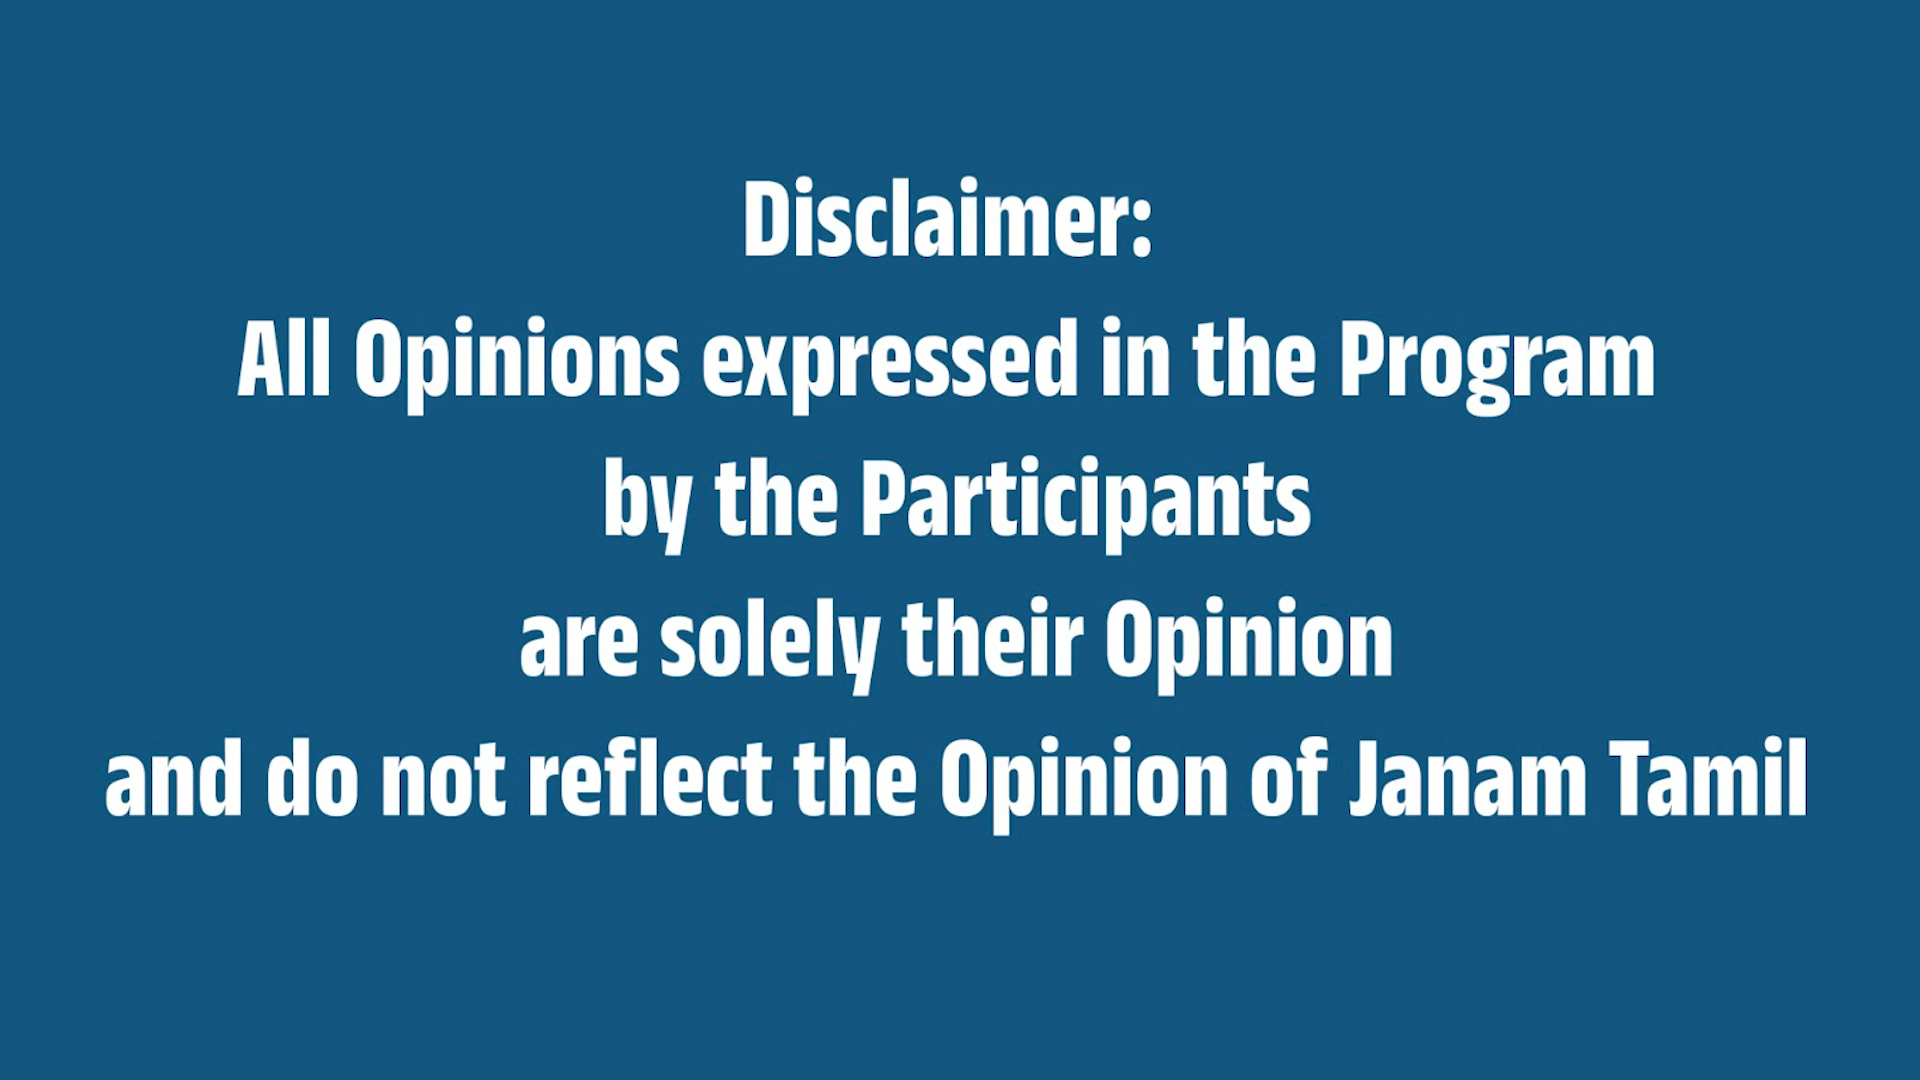 Disclaimer:
All Opinions expressed in the Program
by the Participants
are solely their Opinion
and do not reflect the Opinion of Janam Tamil